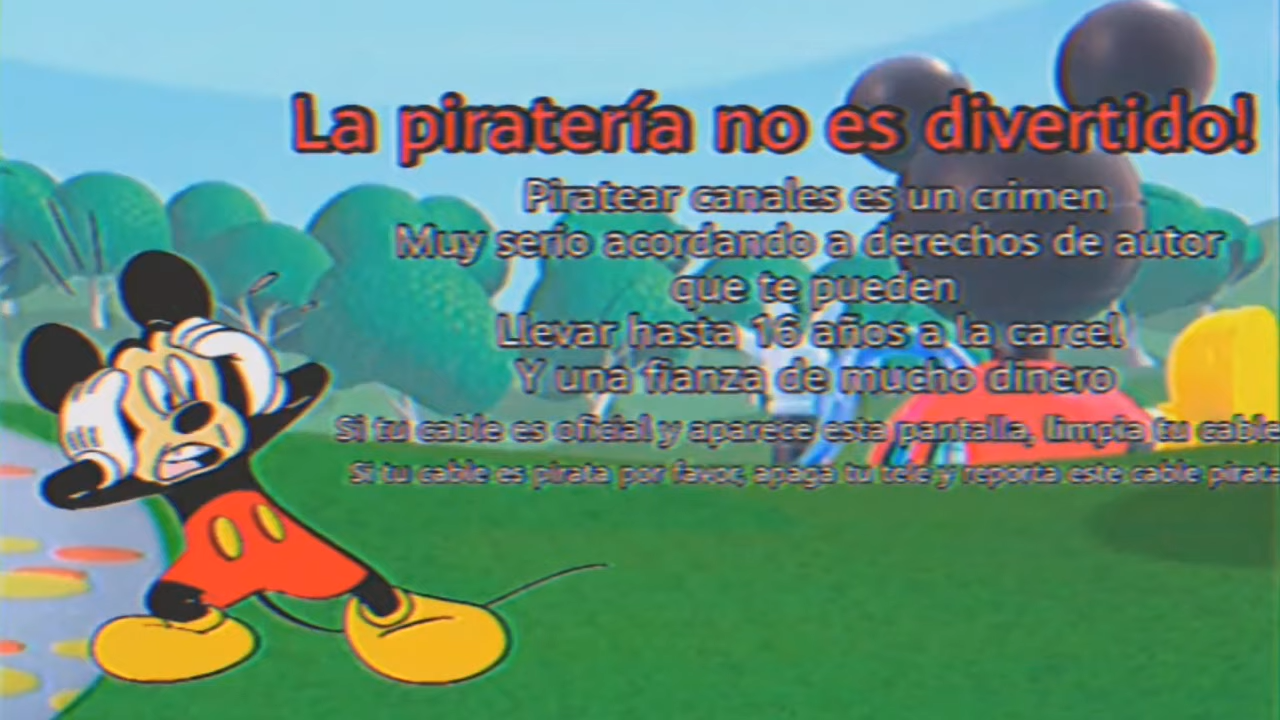 La piratería no es divertido!
Piratear canales es un crimen
Muy serio acordando a derechos de autor
que te pueden
Llevar hasta 16 años a la carcel
Y una fianza de mucho dinero
Si tu cable es oficial y aparece esta pantalla, limpia tu cable
Si tu cable es pirata por favor, apaga tu tele y reporta este cable pirata